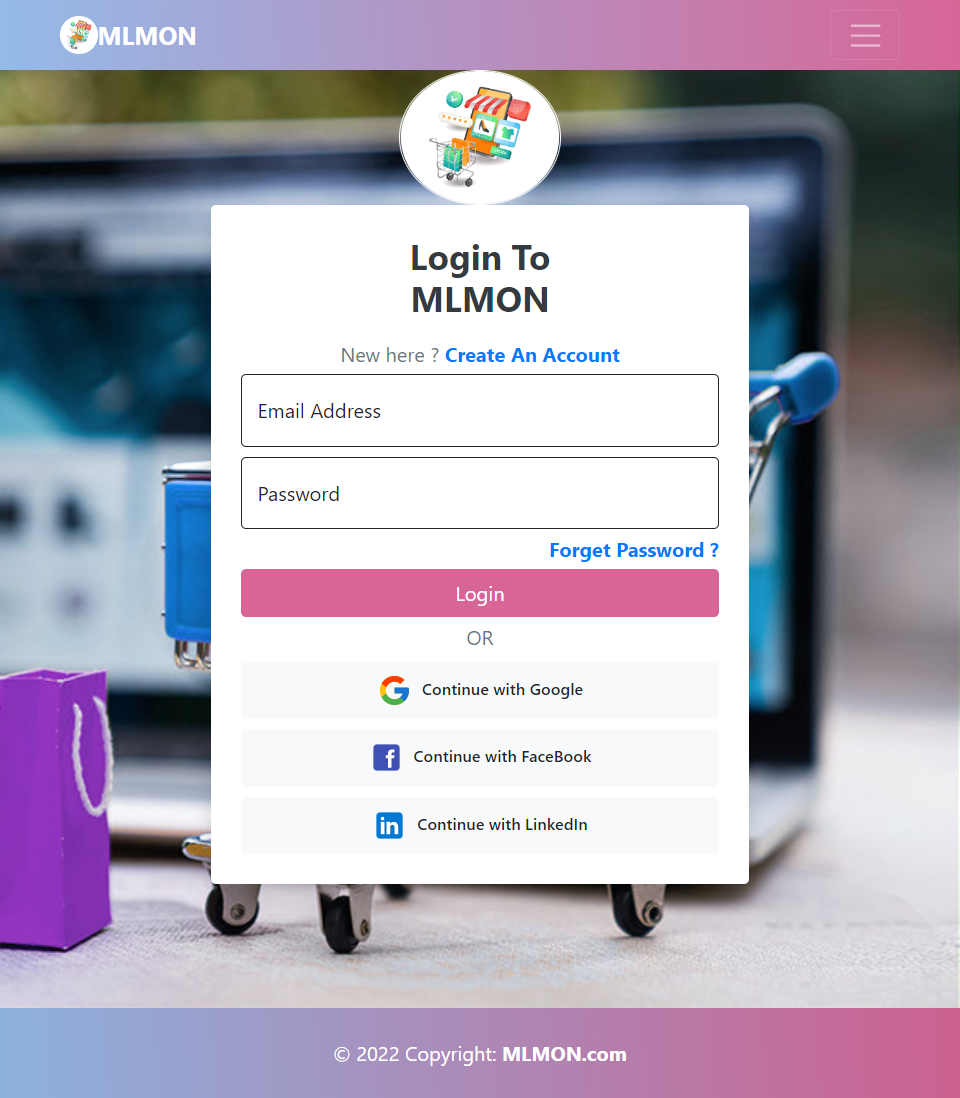 MLMON
Login To
MLMON
New here ? Create An Account
Email Address
Password
Forget Password ?
Login
OR
Continue with Google
Continue with FaceBook
Continue with LinkedIn
© 2022 Copyright: MLMON.com